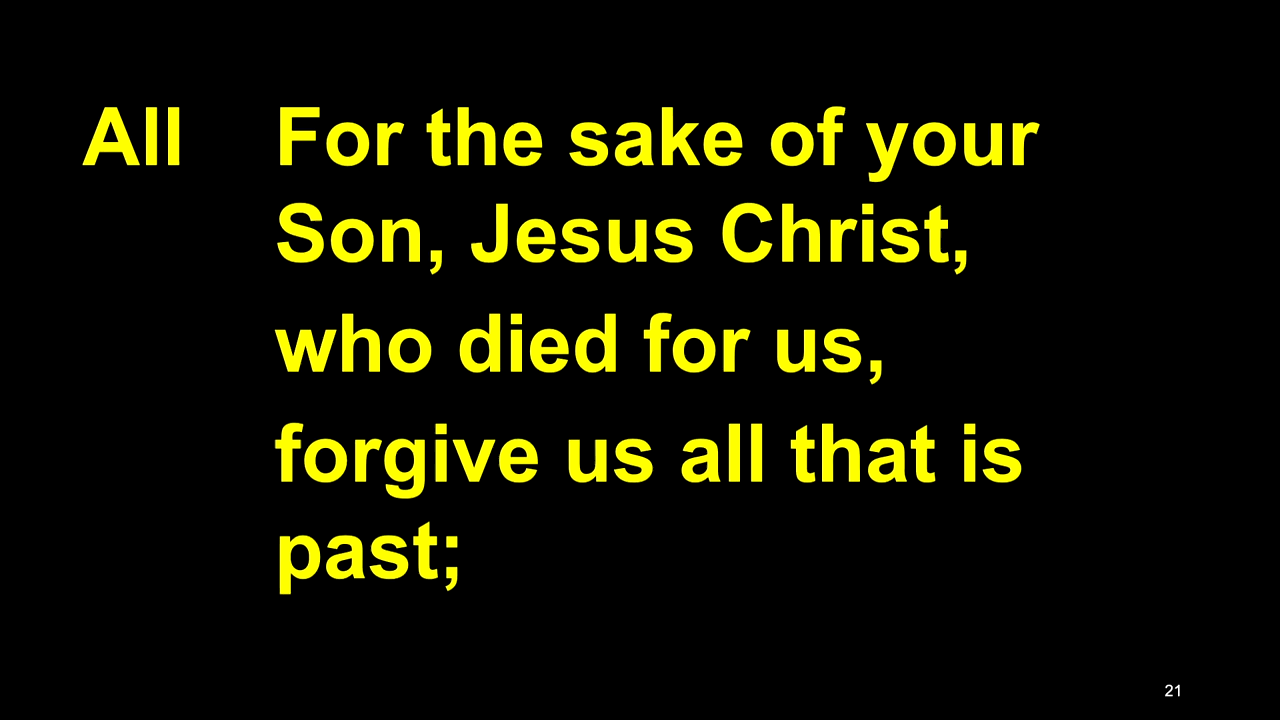 All For the sake of your
Son, Jesus Christ,
who died for us,
forgive us all that is
past;
21